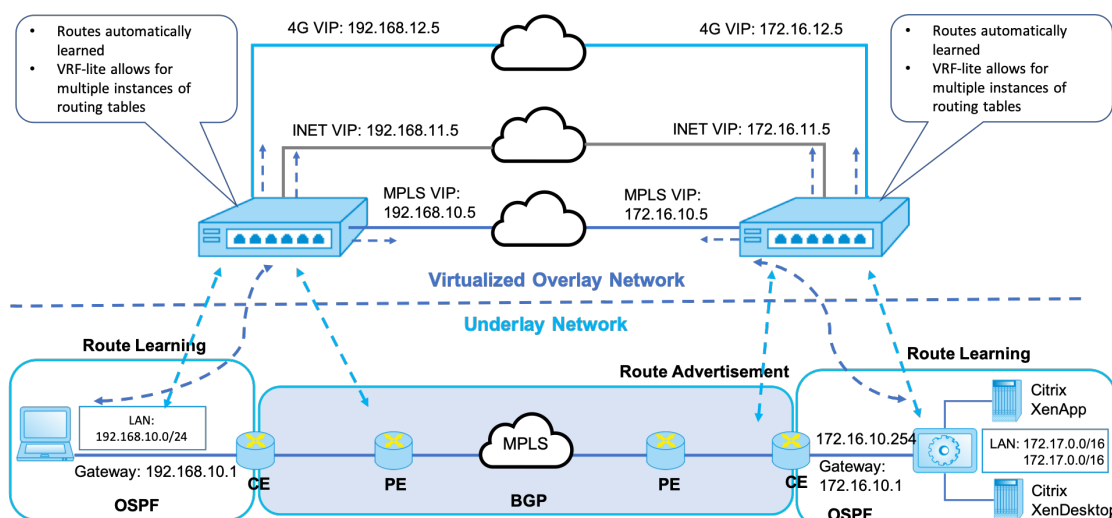 • Routes automatically
learned
• VRF-lite allows for
multiple instances of
routing tables
4G VIP: 192.168.12.5
4G VIP: 172.16.12.5
• Routes automatically
learned
• VRF-lite allows for
multiple instances of
routing tables
INET VIP: 192.168.11.5
INET VIP: 172.16.11.5
MPLS VIP:
192.168.10.5
MPLS VIP:
172.16.10.5
Virtualized Overlay Network
Underlay Network
Route Learning
Route Advertisement
Route Learning
LAN:
192.168.10.0/24
Gateway: 192.168.10.1
OSPF
CE
PE
MPLS
BGP
PE
CE
172.16.10.254
Gateway:
172.16.10.1
OSPF
Citrix
XenApp
LAN: 172.17.0.0/16
172.17.0.0/16
Citrix
XenDesktop